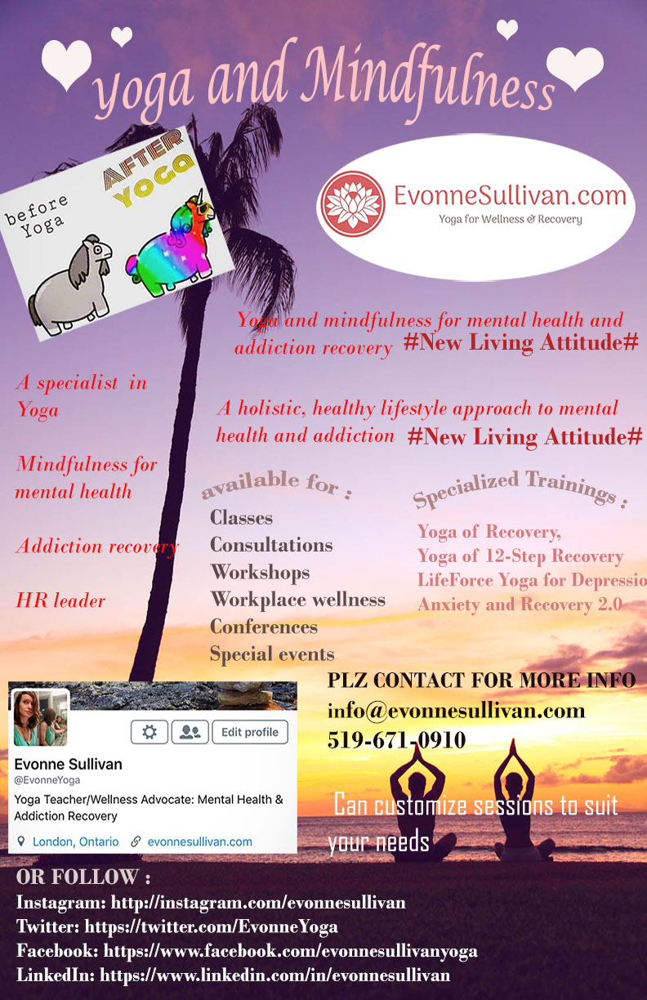 Yoga and Mindfulness
before
Yoga
AFTER
YOGA
EvonneSullivan.com
Yoga for Wellness & Recovery
Yoga and mindfulness for mental health and
addiction recovery #New Living Attitude#
A specialist in
Yoga
Mindfulness for
mental health
Addiction recovery
HR leader
A holistic, healthy lifestyle approach to mental
health and addiction #New Living Attitude#
available for :
Classes
Consultations
Workshops
Workplace wellness
Conferences
Special events
Specialized Trainings :
Yoga of Recovery,
Yoga of 12-Step Recovery
LifeForce Yoga for Depressio
Anxiety and Recovery 2.0
PLZ CONTACT FOR MORE INFO
info@evonnesullivan.com
519-671-0910
Can customize sessions to suit
your needs
Edit profile
Evonne Sullivan
@EvonneYoga
Yoga Teacher/Wellness Advocate: Mental Health &
Addiction Recovery
London, Ontario evonnesullivan.com
OR FOLLOW :
Instagram: http://instagram.com/evonnesullivan
Twitter: https://twitter.com/EvonneYoga
Facebook: https://www.facebook.com/evonnesullivanyoga
LinkedIn: https://www.linkedin.com/in/evonnesullivan